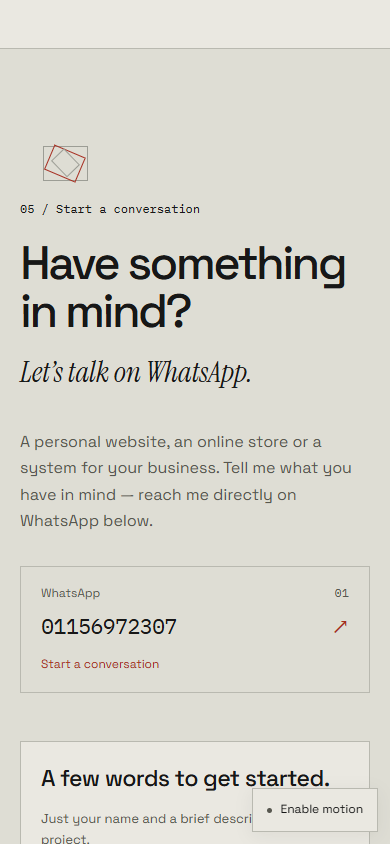 05 / Start a conversation
Have something
in mind?
Let's talk on WhatsApp.
A personal website, an online store or a
system for your business. Tell me what you
have in mind — reach me directly on
WhatsApp below.
WhatsApp 01
01156972307 ↗
Start a conversation
A few words to get started.
Just your name and a brief
project.
Enable motion